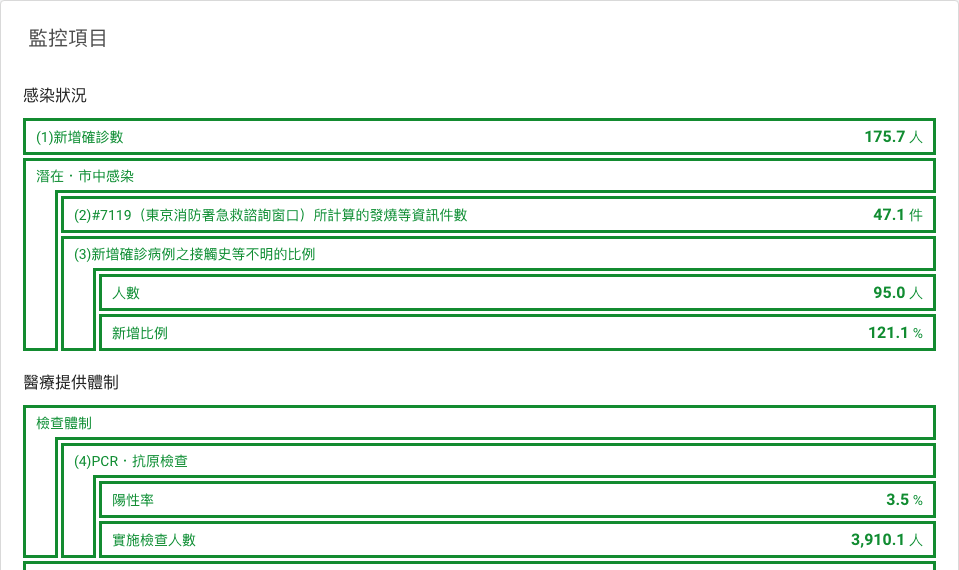 監控項目
感染狀況
(1)新增確診數 175.7 人
潛在・市中感染
(2)#7119（東京消防署急救諮詢窗口）所計算的發燒等資訊件數 47.1 件
(3)新增確診病例之接觸史等不明的比例
人數 95.0 人
新增比例 121.1 %
醫療提供體制
檢查體制
(4)PCR・抗原檢查
陽性率 3.5 %
實施檢查人數 3,910.1 人